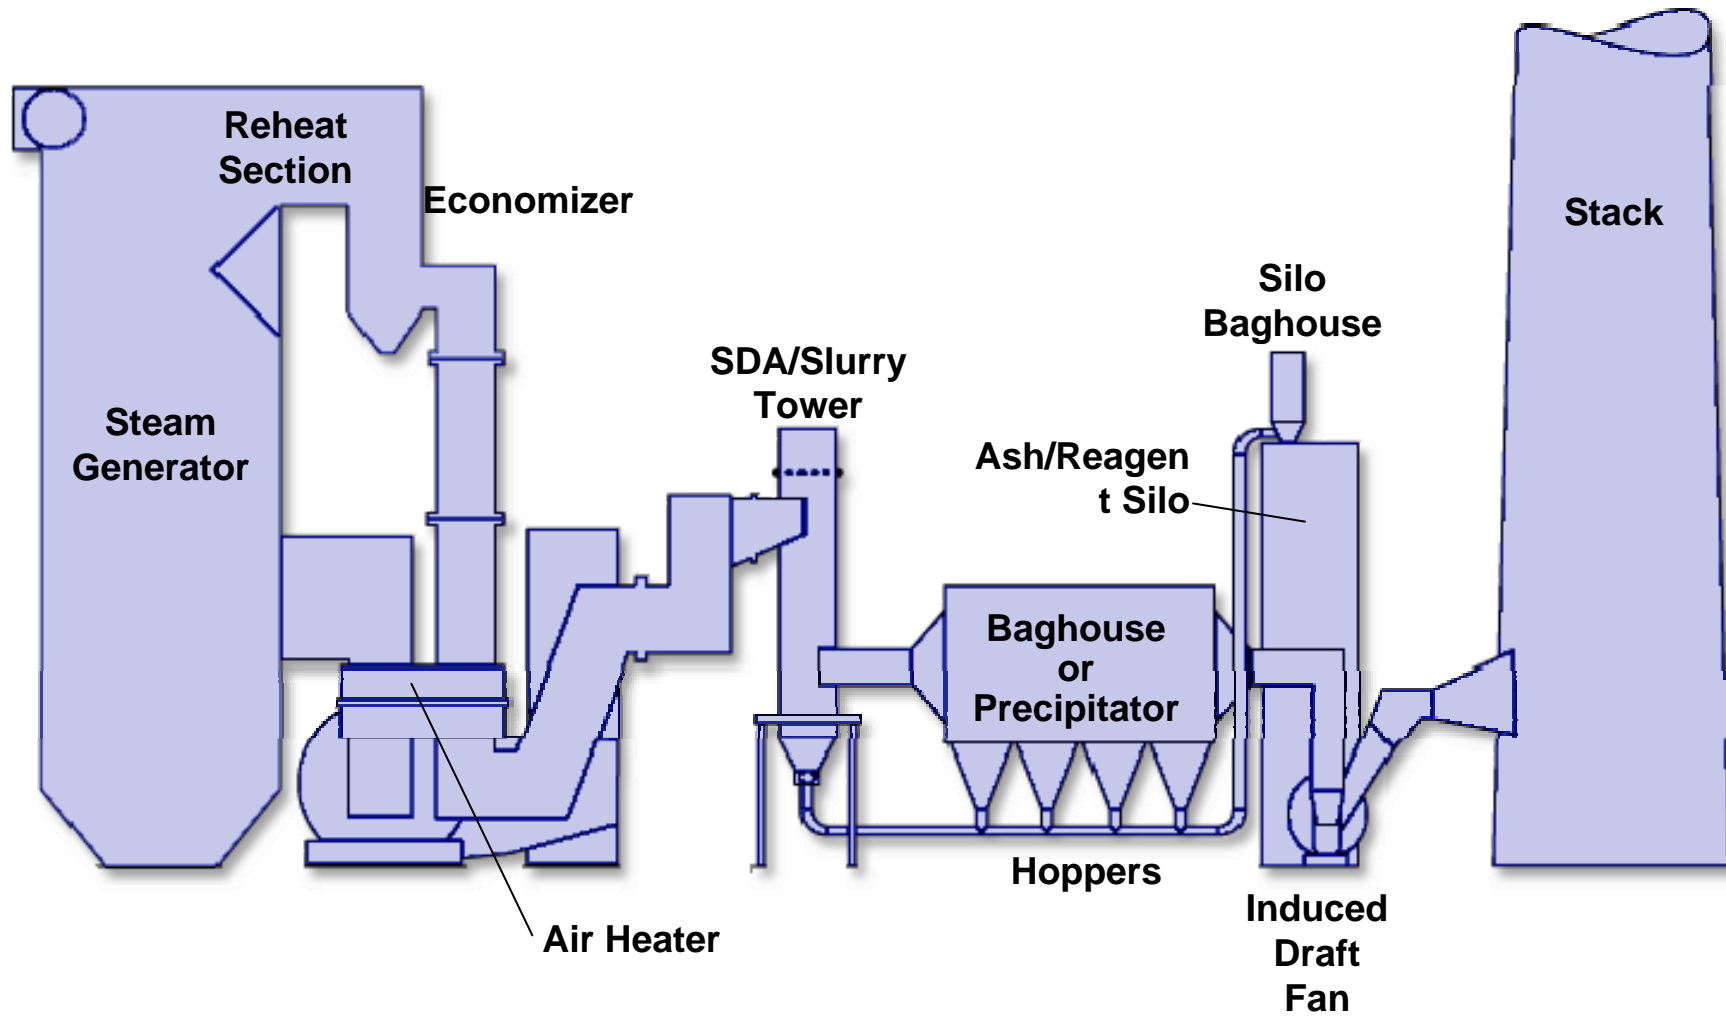 Reheat
Section
Economizer
Stack
Silo
Baghouse
SDA/Slurry
Tower
Steam
Generator
Ash/Reagen
t Silo
Baghouse
or
Precipitator
Hoppers
Induced
Draft
Fan
Air Heater